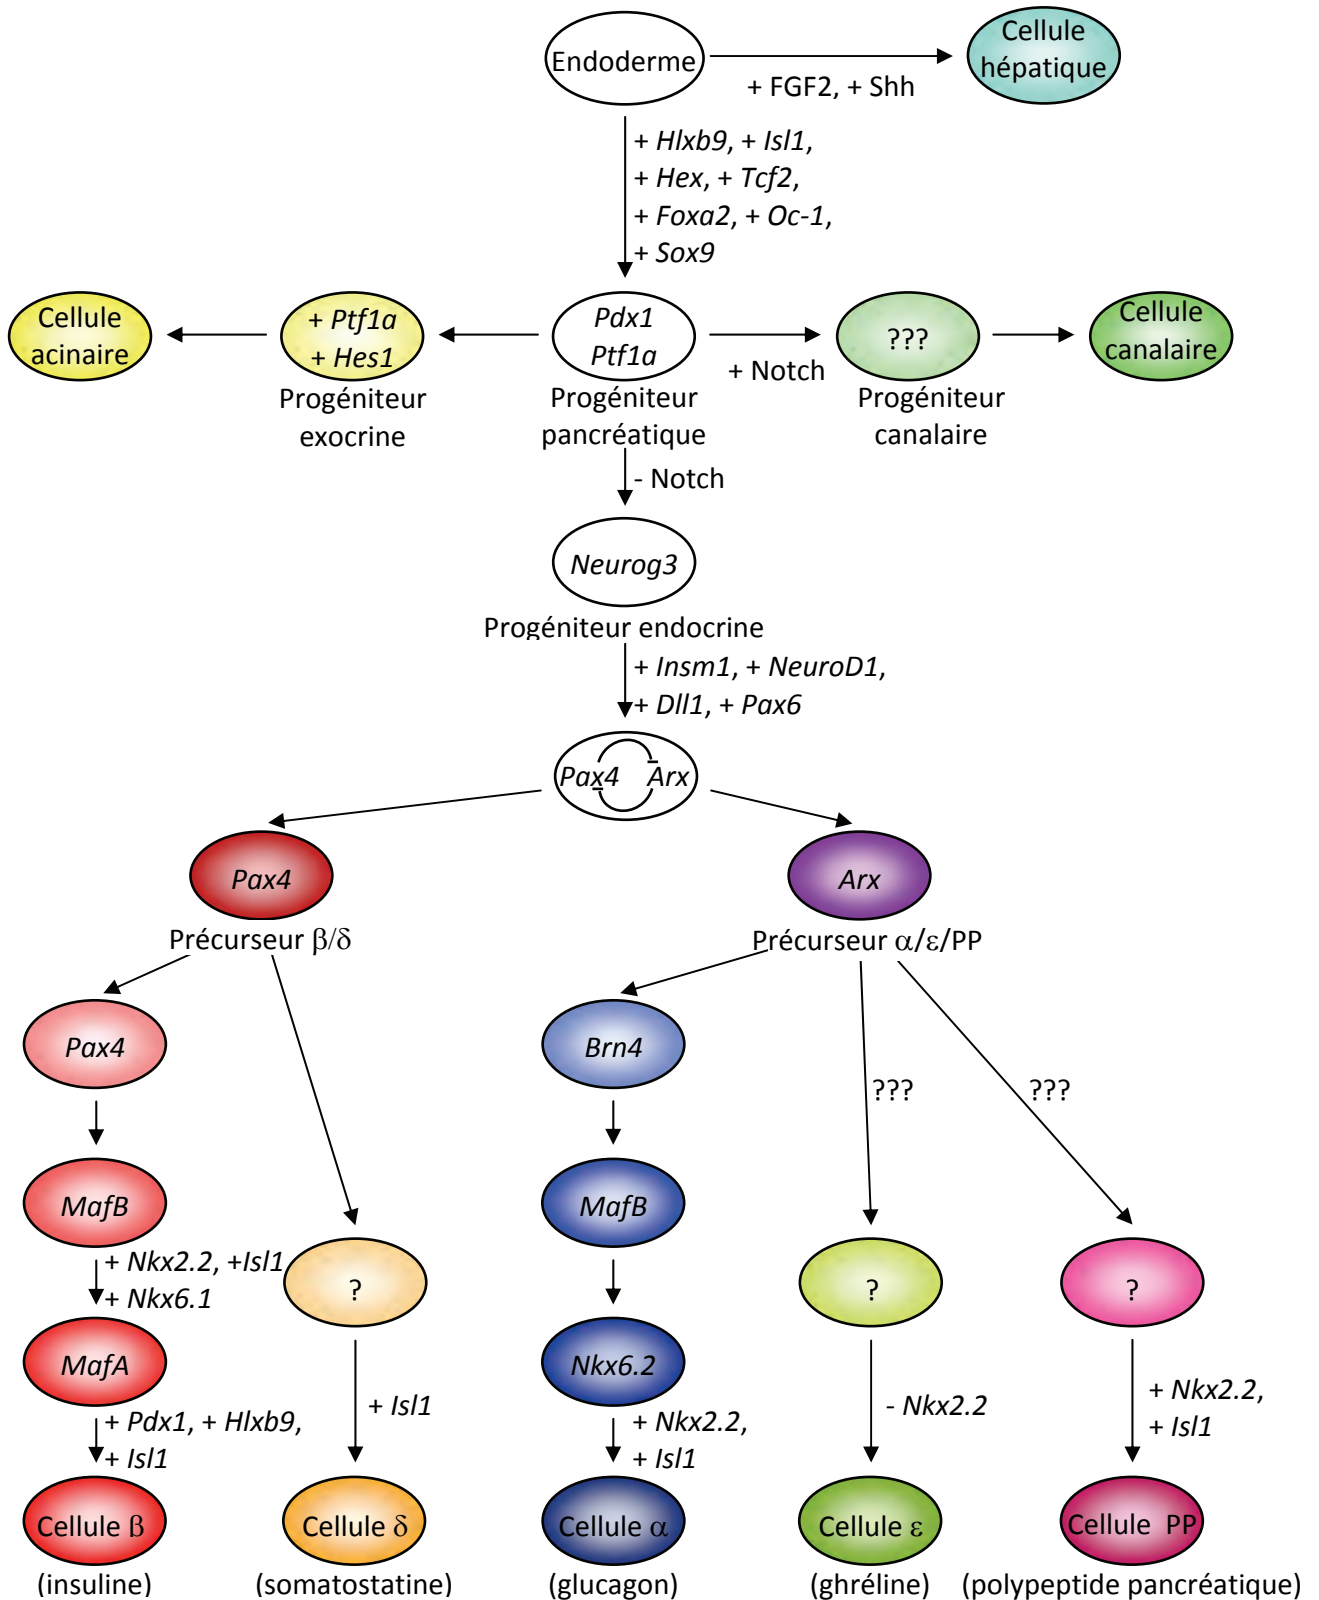 Endoderme
Cellule
hépatique
+ FGF2, + Shh
+ Hlxb9, + Isl1,
+ Hex, + Tcf2,
+ Foxa2, + Oc-1,
+ Sox9
Cellule
acinaire
+ Ptf1a
+ Hes1
Progéniteur
exocrine
Pdx1
Ptf1a
Progéniteur
pancréatique
+ Notch
???
Progéniteur
canalaire
Cellule
canalaire
- Notch
Neurog3
Progéniteur endocrine
+ Insm1, + NeuroD1,
+ Dll1, + Pax6
Pax4 Arx
Pax4
Précurseur β/δ
Arx
Précurseur α/ε/PP
Pax4
Brn4
???
???
MafB
MafB
+ Nkx2.2, +Isl1
+ Nkx6.1
?
?
?
MafA
Nkx6.2
+ Pdx1, + Hlxb9,
+ Isl1
+ Isl1
+ Nkx2.2,
+ Isl1
- Nkx2.2
+ Nkx2.2,
+ Isl1
Cellule β
(insuline)
Cellule δ
(somatostatine)
Cellule α
(glucagon)
Cellule ε
(ghréline)
Cellule PP
(polypeptide pancréatique)